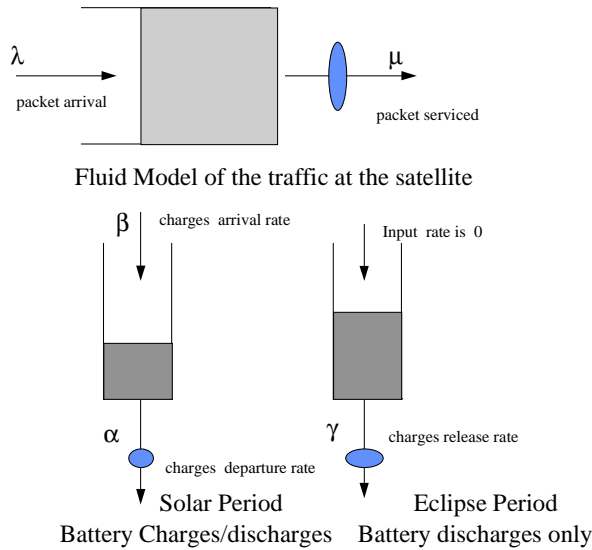 λ
μ
packet arrival
packet serviced
Fluid Model of the traffic at the satellite
β
charges arrival rate
Input rate is 0
α
γ
charges release rate
charges departure rate
Solar Period
Eclipse Period
Battery Charges/discharges
Battery discharges only